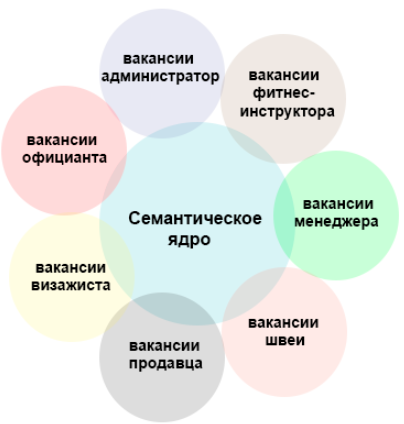 вакансии
администратор
вакансии
фитнес-
инструктора
вакансии
официанта
вакансии
менеджера
Семантическое
ядро
вакансии
визажиста
вакансии
швеи
вакансии
продавца